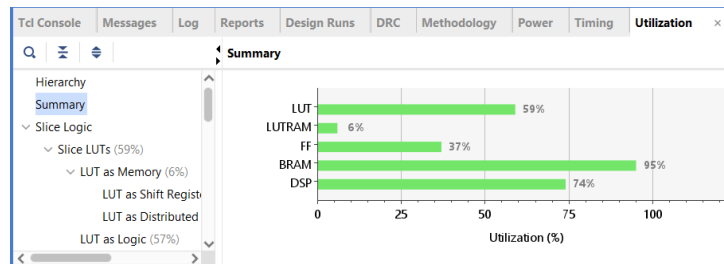 Tcl Console Messages Log Reports Design Runs DRC Methodology Power Timing Utilization ×
Summary
Hierarchy
Summary
Slice Logic
Slice LUTs (59%)
LUT as Memory (6%)
LUT as Shift Registe
LUT as Distributed
LUT as Logic (57%)
LUT 59%
LUTRAM 6%
FF 37%
BRAM 95%
DSP 74%
0 25 50 75 100
Utilization (%)